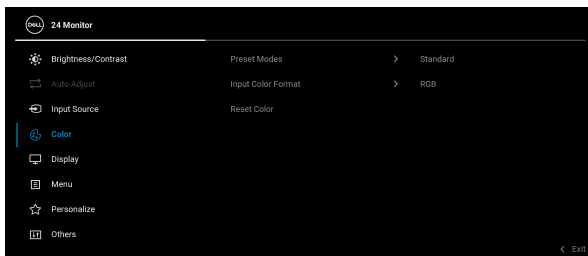 DELL 24 Monitor
Brightness/Contrast Preset Modes > Standard
Auto Adjust Input Color Format > RGB
Input Source Reset Color
Color
Display
Menu
Personalize
Others
< Exit